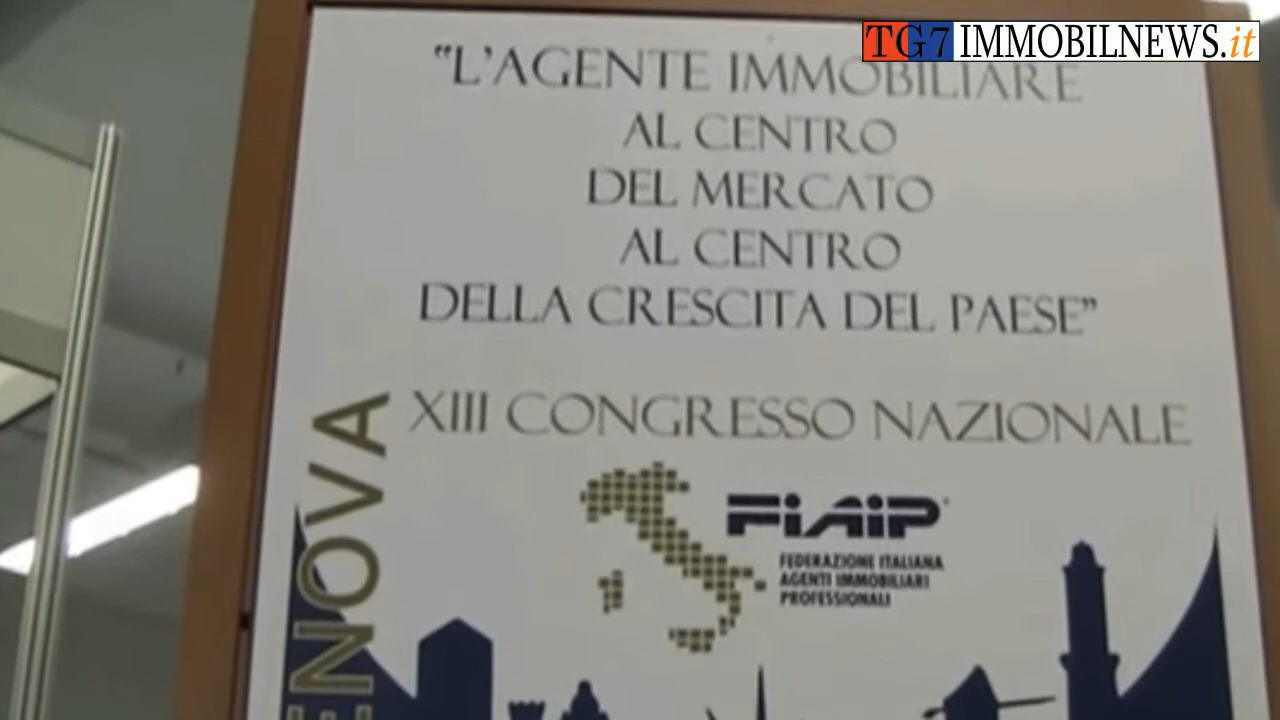 TG7 IMMOBILNEWS.it
“L’AGENTE IMMOBILIARE
AL CENTRO
DEL MERCATO
AL CENTRO
DELLA CRESCITA DEL PAESE”
XIII CONGRESSO NAZIONALE
FIAIP
FEDERAZIONE ITALIANA
AGENTI IMMOBILIARI
PROFESSIONALI
ENOVA